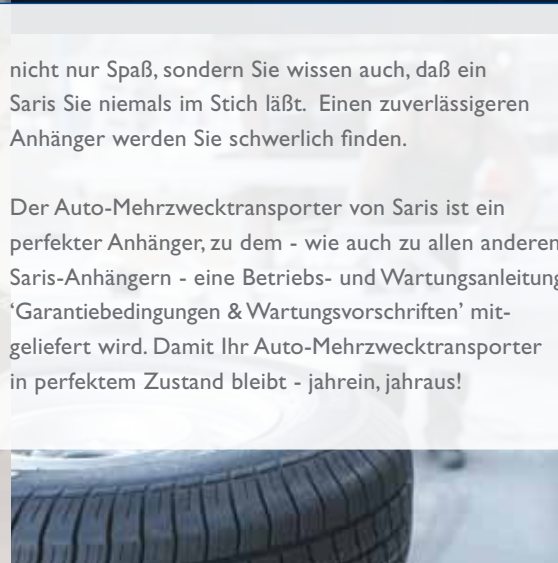 nicht nur Spaß, sondern Sie wissen auch, daß ein
Saris Sie niemals im Stich läßt. Einen zuverlässigeren
Anhänger werden Sie schwerlich finden.
Der Auto-Mehrzwecktransporter von Saris ist ein
perfekter Anhänger, zu dem - wie auch zu allen anderen
Saris-Anhängern - eine Betriebs- und Wartungsanleitung
‘Garantiebedingungen & Wartungsvorschriften’ mit-
geliefert wird. Damit Ihr Auto-Mehrzwecktransporter
in perfektem Zustand bleibt - jahrein, jahraus!